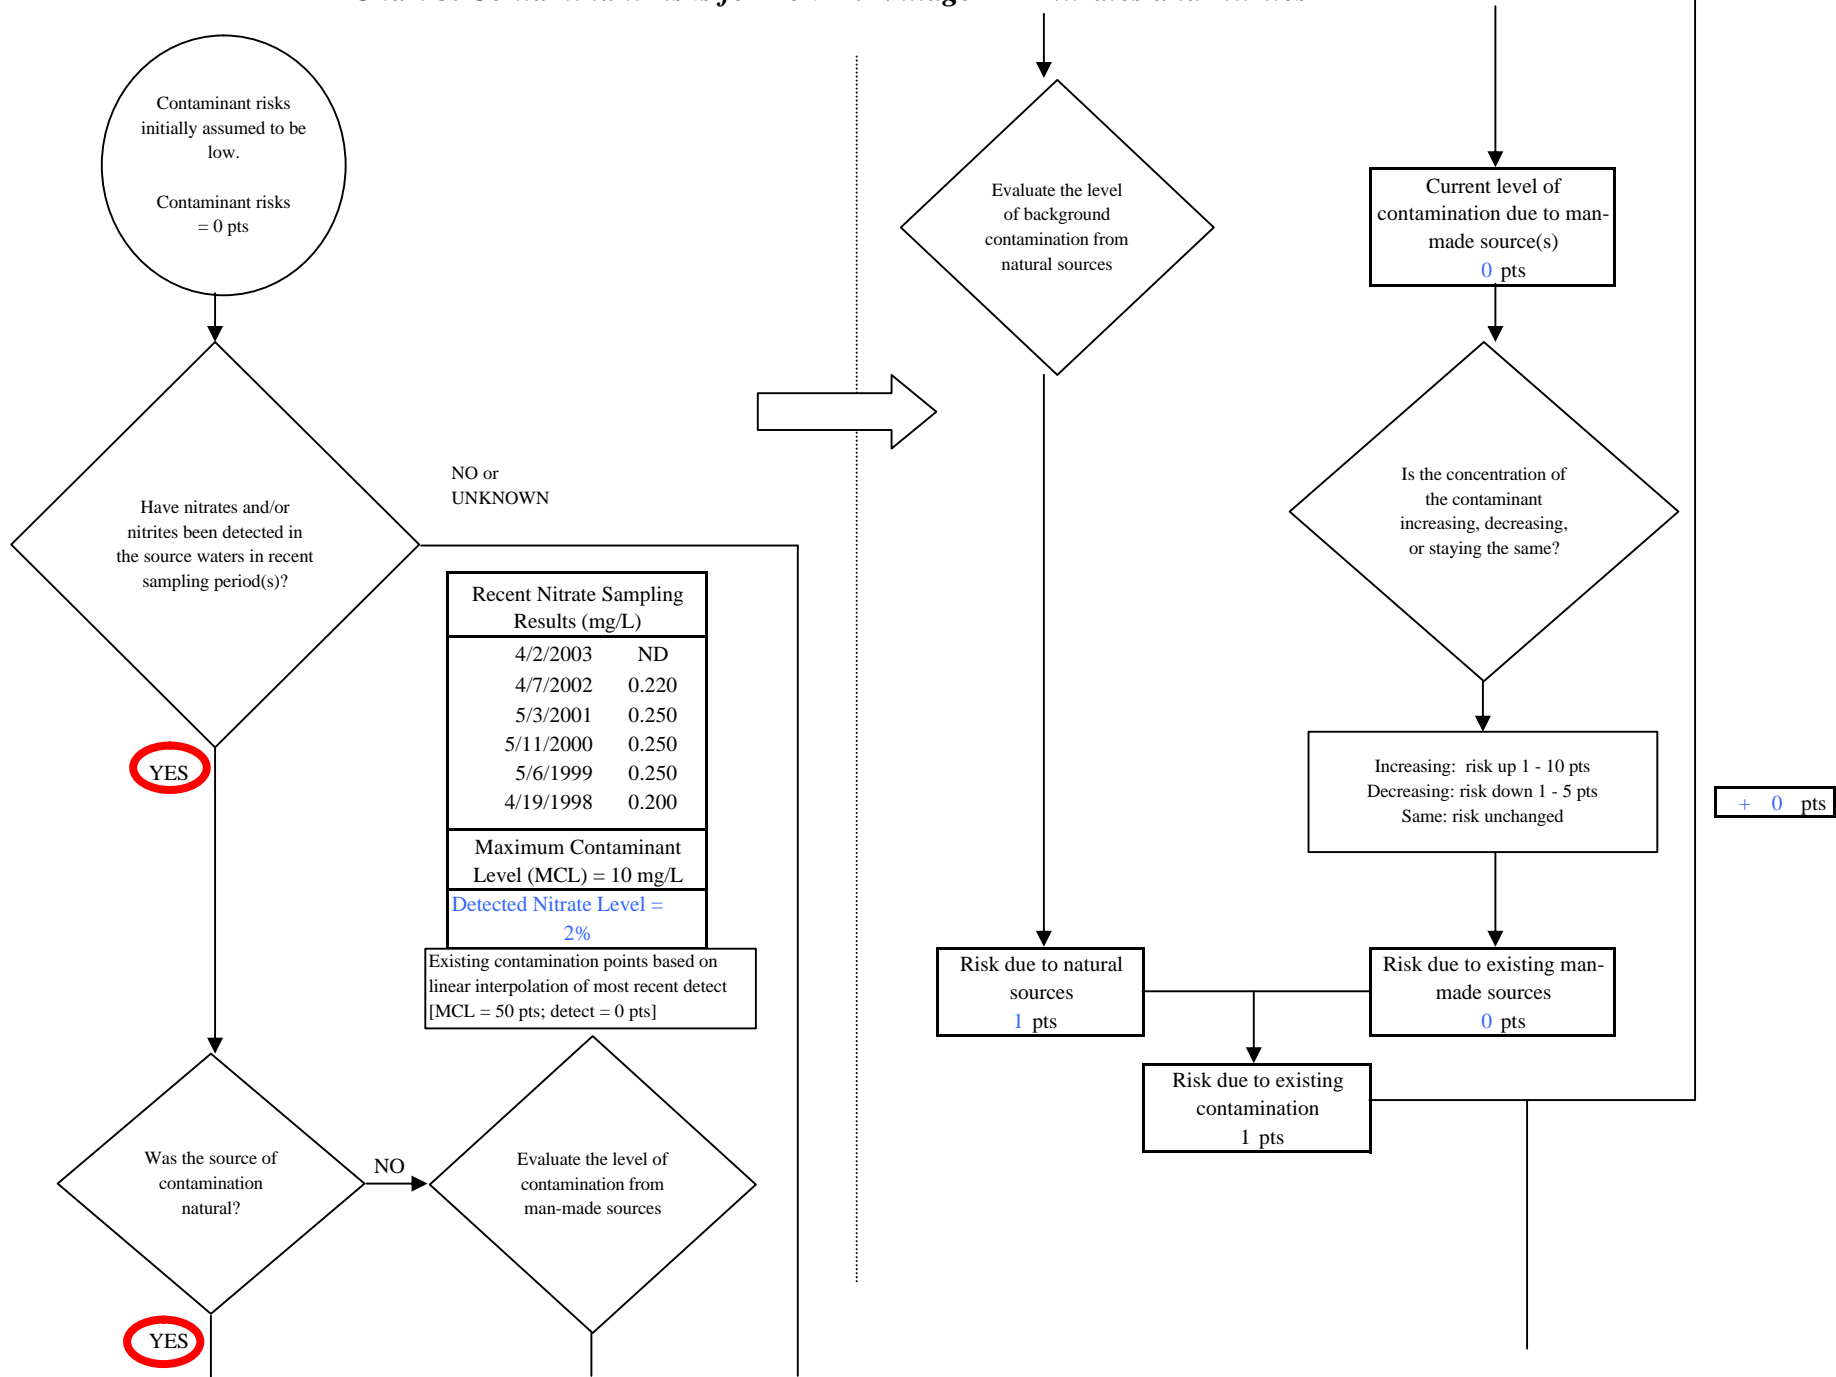 Contaminant risks
initially assumed to be
low.
Contaminant risks
= 0 pts
Have nitrates and/or
nitrites been detected in
the source waters in recent
sampling period(s)?
NO or
UNKNOWN
YES
Recent Nitrate Sampling
Results (mg/L)
4/2/2003 ND
4/7/2002 0.220
5/3/2001 0.250
5/11/2000 0.250
5/6/1999 0.250
4/19/1998 0.200
Maximum Contaminant
Level (MCL) = 10 mg/L
Detected Nitrate Level =
2%
Existing contamination points based on
linear interpolation of most recent detect
[MCL = 50 pts; detect = 0 pts]
Was the source of
contamination
natural?
NO
YES
Evaluate the level of
contamination from
man-made sources
Evaluate the level
of background
contamination from
natural sources
Current level of
contamination due to man-
made source(s)
0 pts
Is the concentration of
the contaminant
increasing, decreasing,
or staying the same?
Increasing: risk up 1 - 10 pts
Decreasing: risk down 1 - 5 pts
Same: risk unchanged
+ 0 pts
Risk due to natural
sources
1 pts
Risk due to existing man-
made sources
0 pts
Risk due to existing
contamination
1 pts